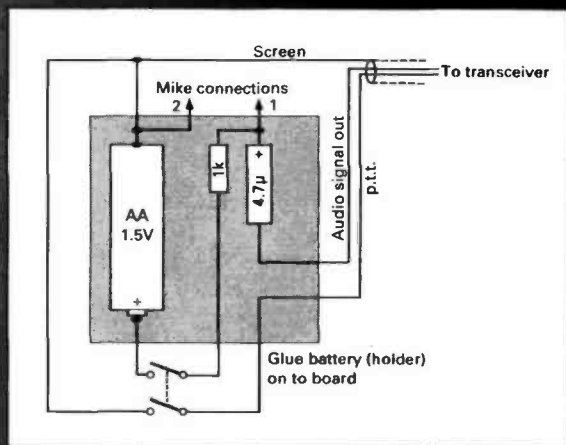 Screen
To transceiver
Mike connections
2 1
Audio signal out
p.t.t.
1k
4.7µ
+
AA
1.5V
+
Glue battery (holder)
on to board